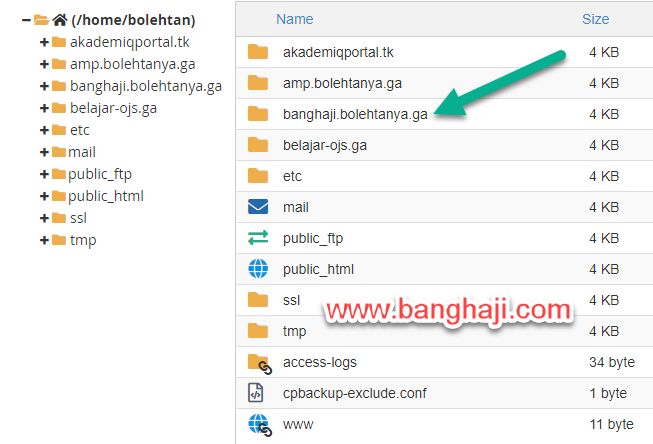 (/home/bolehtan)
akademiqportal.tk
amp.bolehtanya.ga
banghaji.bolehtanya.ga
belajar-ojs.ga
etc
mail
public_ftp
public_html
ssl
tmp
Name Size
akademiqportal.tk 4 KB
amp.bolehtanya.ga 4 KB
banghaji.bolehtanya.ga 4 KB
belajar-ojs.ga 4 KB
etc 4 KB
mail 4 KB
public_ftp 4 KB
public_html 4 KB
ssl 4 KB
www.banghaji.com
tmp 4 KB
access-logs 34 byte
cpbackup-exclude.conf 1 byte
www 11 byte